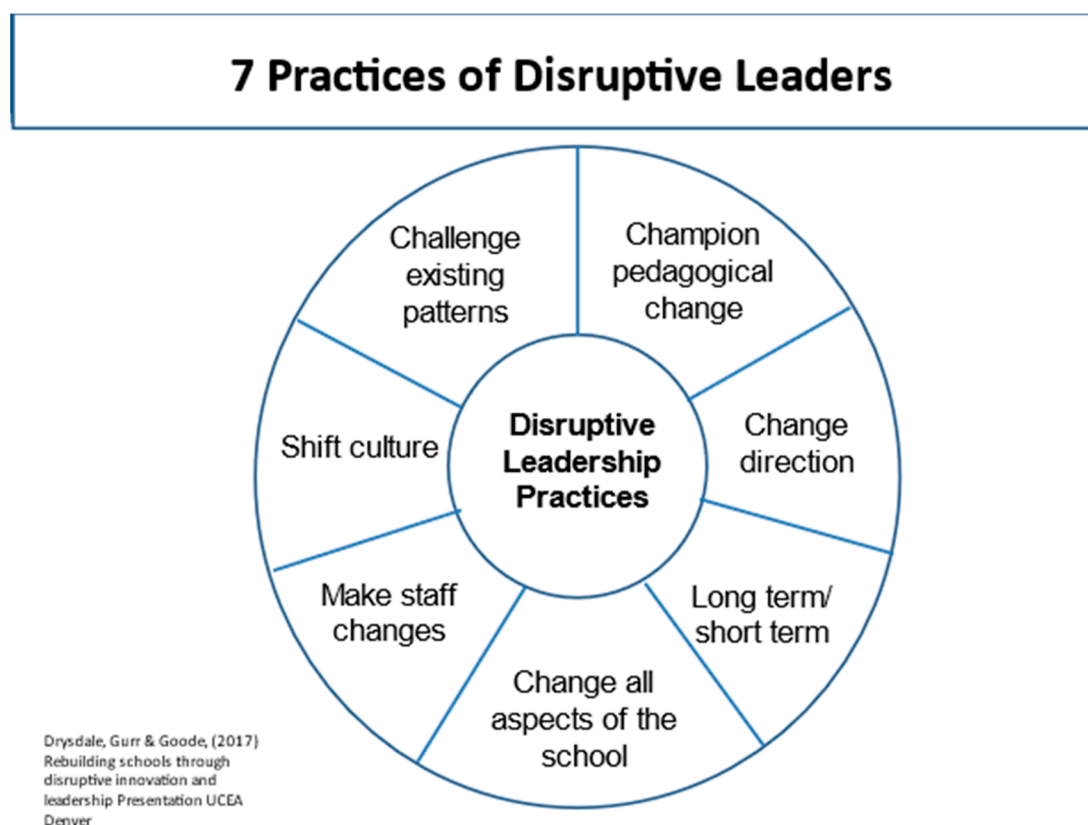 7 Practices of Disruptive Leaders
Challenge
existing
patterns
Champion
pedagogical
change
Shift culture
Disruptive
Leadership
Practices
Change
direction
Make staff
changes
Long term/
short term
Change all
aspects of the
school
Drysdale, Gurr & Goode, (2017)
Rebuilding schools through
disruptive innovation and
leadership Presentation UCEA
Denver